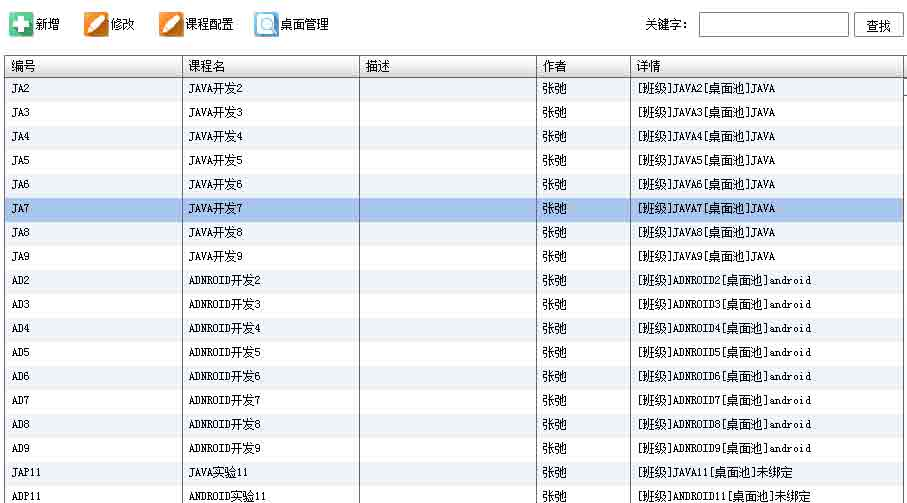 新增 修改 课程配置 桌面管理 关键字: 查找
编号 课程名 描述 作者 详情
JA2 JAVA开发2 张弛 [班级]JAVA2[桌面池]JAVA
JA3 JAVA开发3 张弛 [班级]JAVA3[桌面池]JAVA
JA4 JAVA开发4 张弛 [班级]JAVA4[桌面池]JAVA
JA5 JAVA开发5 张弛 [班级]JAVA5[桌面池]JAVA
JA6 JAVA开发6 张弛 [班级]JAVA6[桌面池]JAVA
JA7 JAVA开发7 张弛 [班级]JAVA7[桌面池]JAVA
JA8 JAVA开发8 张弛 [班级]JAVA8[桌面池]JAVA
JA9 JAVA开发9 张弛 [班级]JAVA9[桌面池]JAVA
AD2 ADNROID开发2 张弛 [班级]ADNROID2[桌面池]android
AD3 ADNROID开发3 张弛 [班级]ADNROID3[桌面池]android
AD4 ADNROID开发4 张弛 [班级]ADNROID4[桌面池]android
AD5 ADNROID开发5 张弛 [班级]ADNROID5[桌面池]android
AD6 ADNROID开发6 张弛 [班级]ADNROID6[桌面池]android
AD7 ADNROID开发7 张弛 [班级]ADNROID7[桌面池]android
AD8 ADNROID开发8 张弛 [班级]ADNROID8[桌面池]android
AD9 ADNROID开发9 张弛 [班级]ADNROID9[桌面池]android
JAP11 JAVA实验11 张弛 [班级]JAVA11[桌面池]未绑定
ADP11 ANDROID实验11 张弛 [班级]ANDROID11[桌面池]未绑定